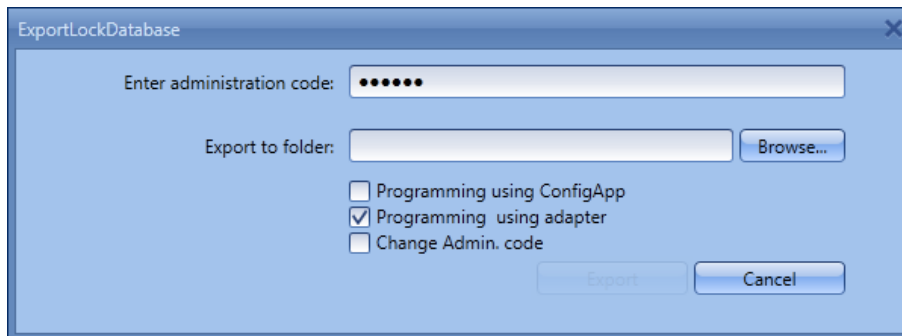 ExportLockDatabase
Enter administration code: ••••••
Export to folder: Browse...
Programming using ConfigApp
Programming using adapter
Change Admin. code
Export Cancel